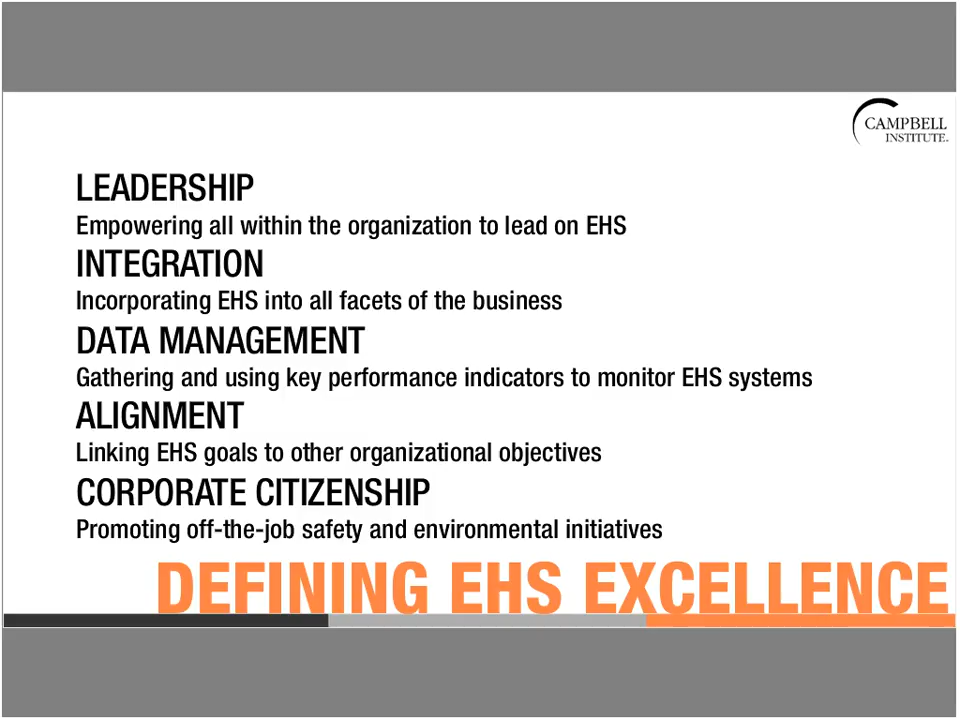 CAMPBELL
INSTITUTE.
LEADERSHIP
Empowering all within the organization to lead on EHS
INTEGRATION
Incorporating EHS into all facets of the business
DATA MANAGEMENT
Gathering and using key performance indicators to monitor EHS systems
ALIGNMENT
Linking EHS goals to other organizational objectives
CORPORATE CITIZENSHIP
Promoting off-the-job safety and environmental initiatives
DEFINING EHS EXCELLENCE